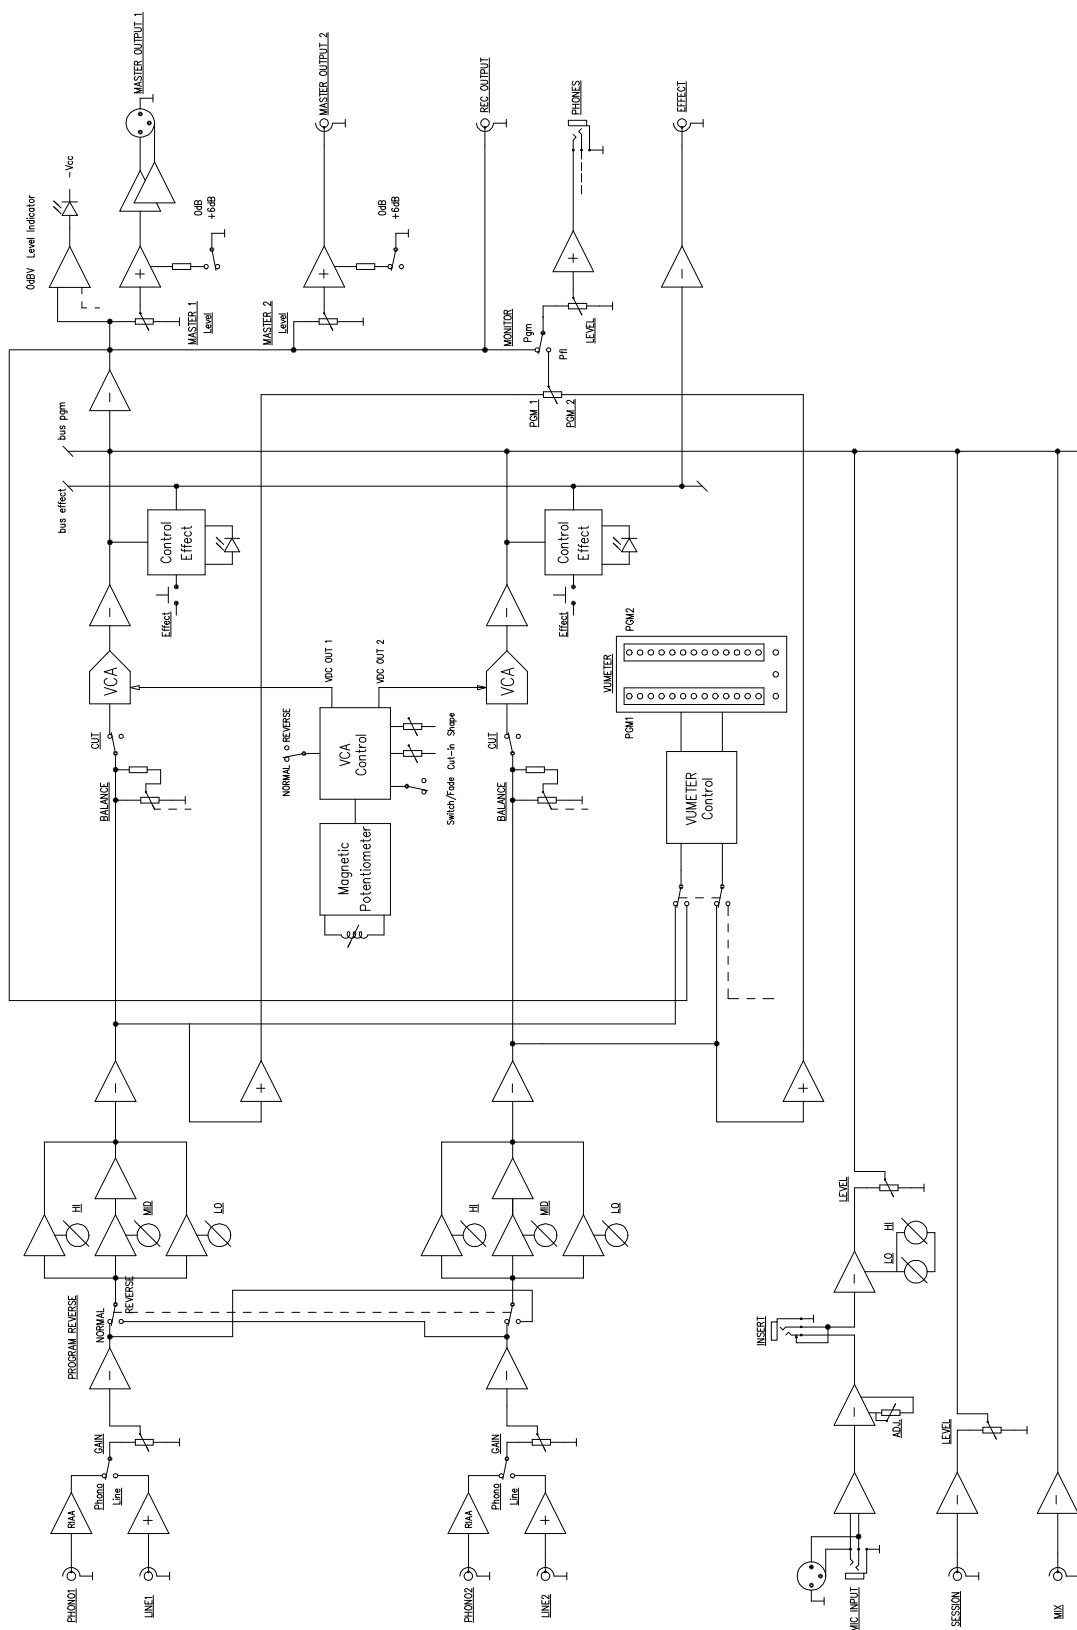 MASTER OUTPUT 1
MASTER OUTPUT 2
REC OUTPUT
PHONES
EFFECT
-Vcc
0dBV Level Indicator
0dB
+6dB
0dB
+6dB
MASTER 1
Level
MASTER 2
Level
MONITOR
Pgm
Pfl
LEVEL
PGM 1
PGM 2
bus pgm
bus effect
Control
Effect
Effect
Control
Effect
Effect
VCA
VCA
VDC OUT 1
VDC OUT 2
VCA
Control
NORMAL
REVERSE
Switch/Fade
Cut-in
Shape
Magnetic
Potentiometer
CUT
BALANCE
CUT
BALANCE
VUMETER
PGM1
PGM2
VUMETER
Control
HI
MID
LO
HI
MID
LO
PROGRAM REVERSE
NORMAL
REVERSE
GAIN
Phono
Line
RIAA
+
PHONO1
LINE1
GAIN
Phono
Line
RIAA
+
PHONO2
LINE2
LEVEL
LO
HI
INSERT
ADJ.
MIC INPUT
LEVEL
SESSION
MIX